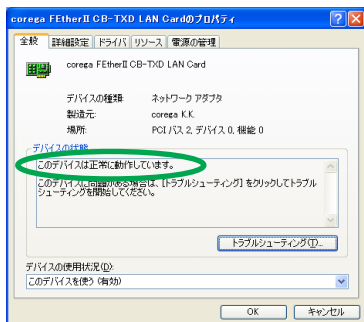 corega FEtherII CB-TXD LAN Cardのプロパティ
全般 詳細設定 ドライバ リソース 電源の管理
corega FEtherII CB-TXD LAN Card
デバイスの種類: ネットワーク アダプタ
製造元: corega K.K.
場所: PCI バス 2, デバイス 0, 機能 0
デバイスの状態
このデバイスは正常に動作しています。
このデバイスに問題がある場合は、[トラブルシューティング] をクリックしてトラブル
シューティングを開始してください。
トラブルシューティング(T)...
デバイスの使用状況(D):
このデバイスを使う (有効)
OK キャンセル